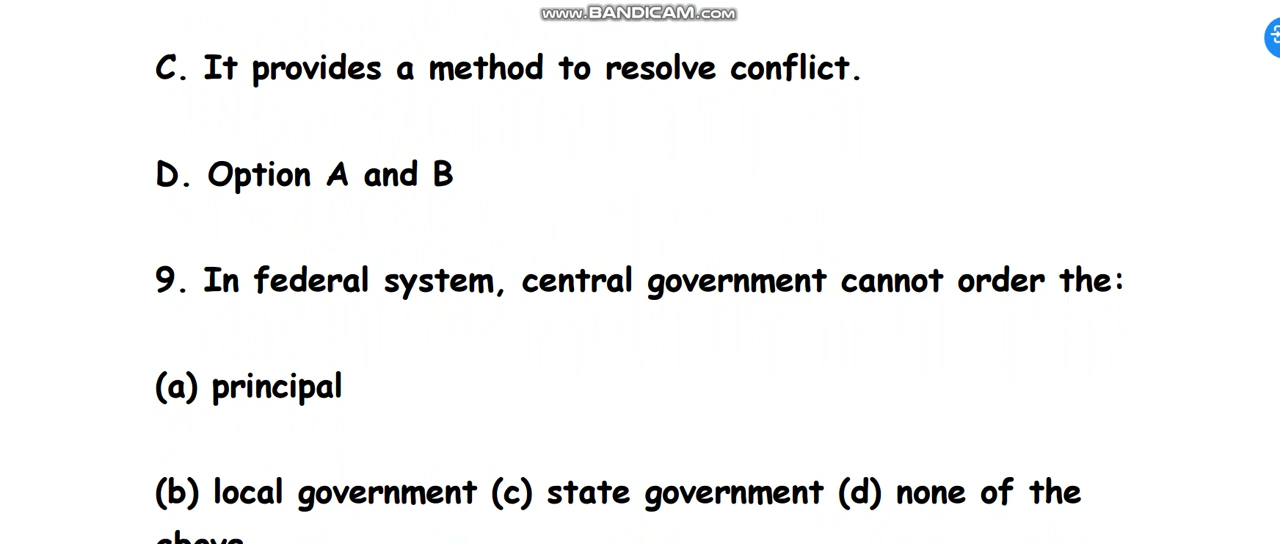 www.BANDICAM.com
C. It provides a method to resolve conflict.
D. Option A and B
9. In federal system, central government cannot order the:
(a) principal
(b) local government (c) state government (d) none of the
above